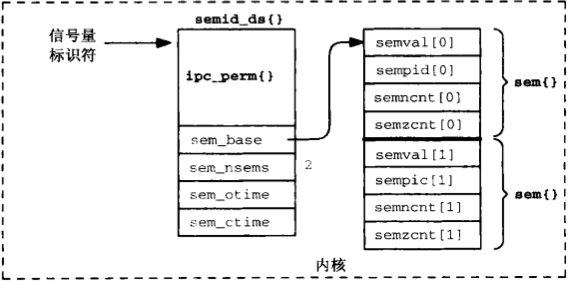 semid_ds{}
信号量
标识符
ipc_perm{}
sem_base
sem_nsems
2
sem_otime
sem_ctime
semval[0]
sempid[0]
semncnt[0]
semzcnt[0]
sem{}
semval[1]
sempic[1]
semncnt[1]
semzcnt[1]
sem{}
内核